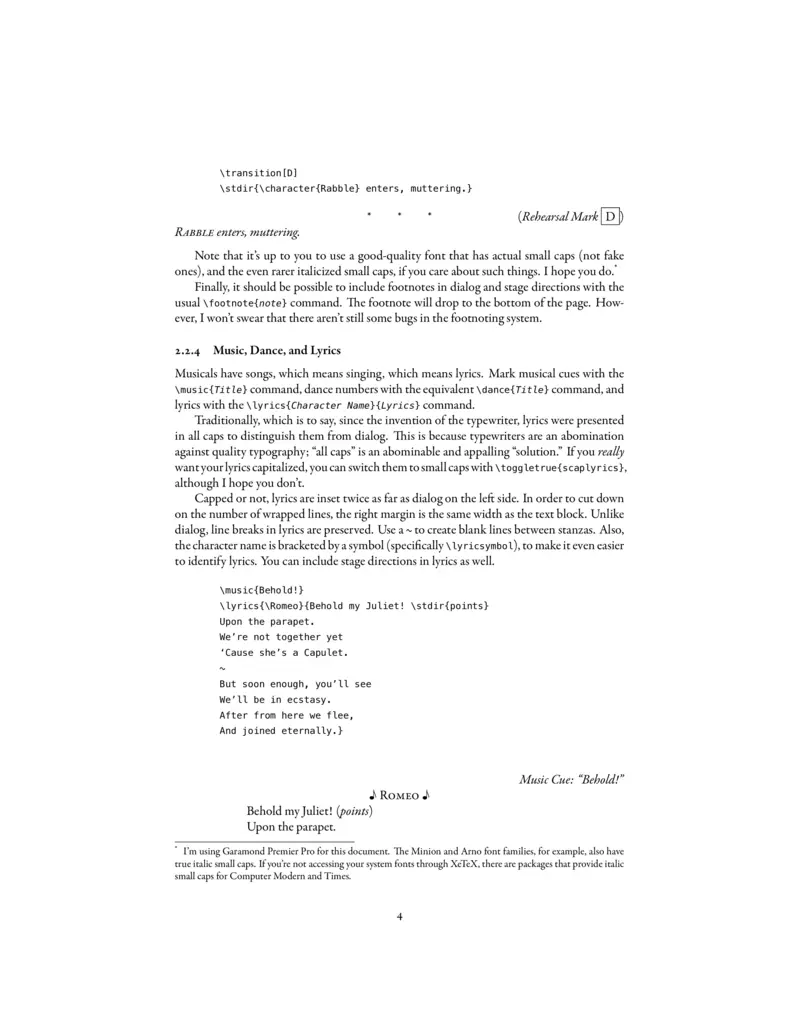 \transition[D]
\stdir{\character{Rabble} enters, muttering.}
* * * (Rehearsal Mark D)
Rabble enters, muttering.
Note that it's up to you to use a good-quality font that has actual small caps (not fake
ones), and the even rarer italicized small caps, if you care about such things. I hope you do.*
Finally, it should be possible to include footnotes in dialog and stage directions with the
usual \footnote{note} command. The footnote will drop to the bottom of the page. How-
ever, I won't swear that there aren't still some bugs in the footnoting system.
2.2.4 Music, Dance, and Lyrics
Musicals have songs, which means singing, which means lyrics. Mark musical cues with the
\music{Title} command, dance numbers with the equivalent \dance{Title} command, and
lyrics with the \lyrics{Character Name}{Lyrics} command.
Traditionally, which is to say, since the invention of the typewriter, lyrics were presented
in all caps to distinguish them from dialog. This is because typewriters are an abomination
against quality typography; “all caps” is an abominable and appalling “solution.” If you really
want your lyrics capitalized, you can switch them to small caps with \toggletrue{scaplyrics},
although I hope you don't.
Capped or not, lyrics are inset twice as far as dialog on the left side. In order to cut down
on the number of wrapped lines, the right margin is the same width as the text block. Unlike
dialog, line breaks in lyrics are preserved. Use a ~ to create blank lines between stanzas. Also,
the character name is bracketed by a symbol (specifically \lyricsymbol), to make it even easier
to identify lyrics. You can include stage directions in lyrics as well.
\music{Behold!}
\lyrics{\Romeo}{Behold my Juliet! \stdir{points}
Upon the parapet.
We’re not together yet
‘Cause she’s a Capulet.
~
But soon enough, you’ll see
We’ll be in ecstasy.
After from here we flee,
And joined eternally.}
Music Cue: “Behold!”
♪ Romeo ♪
Behold my Juliet! (points)
Upon the parapet.
* I'm using Garamond Premier Pro for this document. The Minion and Arno font families, for example, also have
true italic small caps. If you're not accessing your system fonts through XeTeX, there are packages that provide italic
small caps for Computer Modern and Times.
4